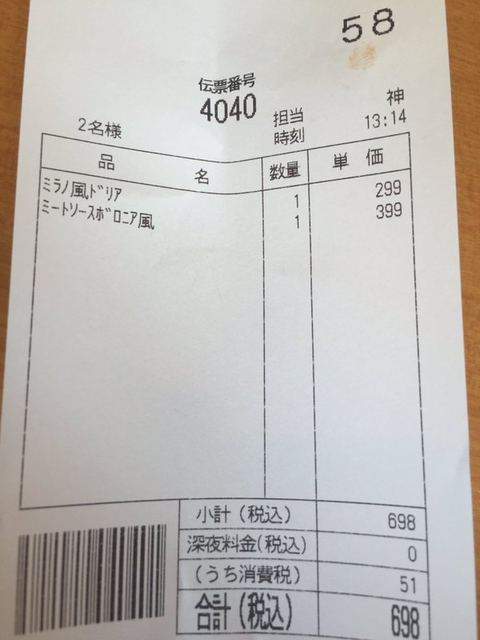 58
伝票番号
4040
2名様 担当 神
時刻 13:14
品名 数量 単価
ミラノ風ドリア 1 299
ミートソースボロニア風 1 399
小計(税込) 698
深夜料金(税込) 0
(うち消費税) 51
合計(税込) 698